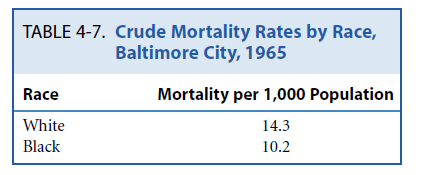 TABLE 4-7. Crude Mortality Rates by Race,
Baltimore City, 1965
Race Mortality per 1,000 Population
White 14.3
Black 10.2